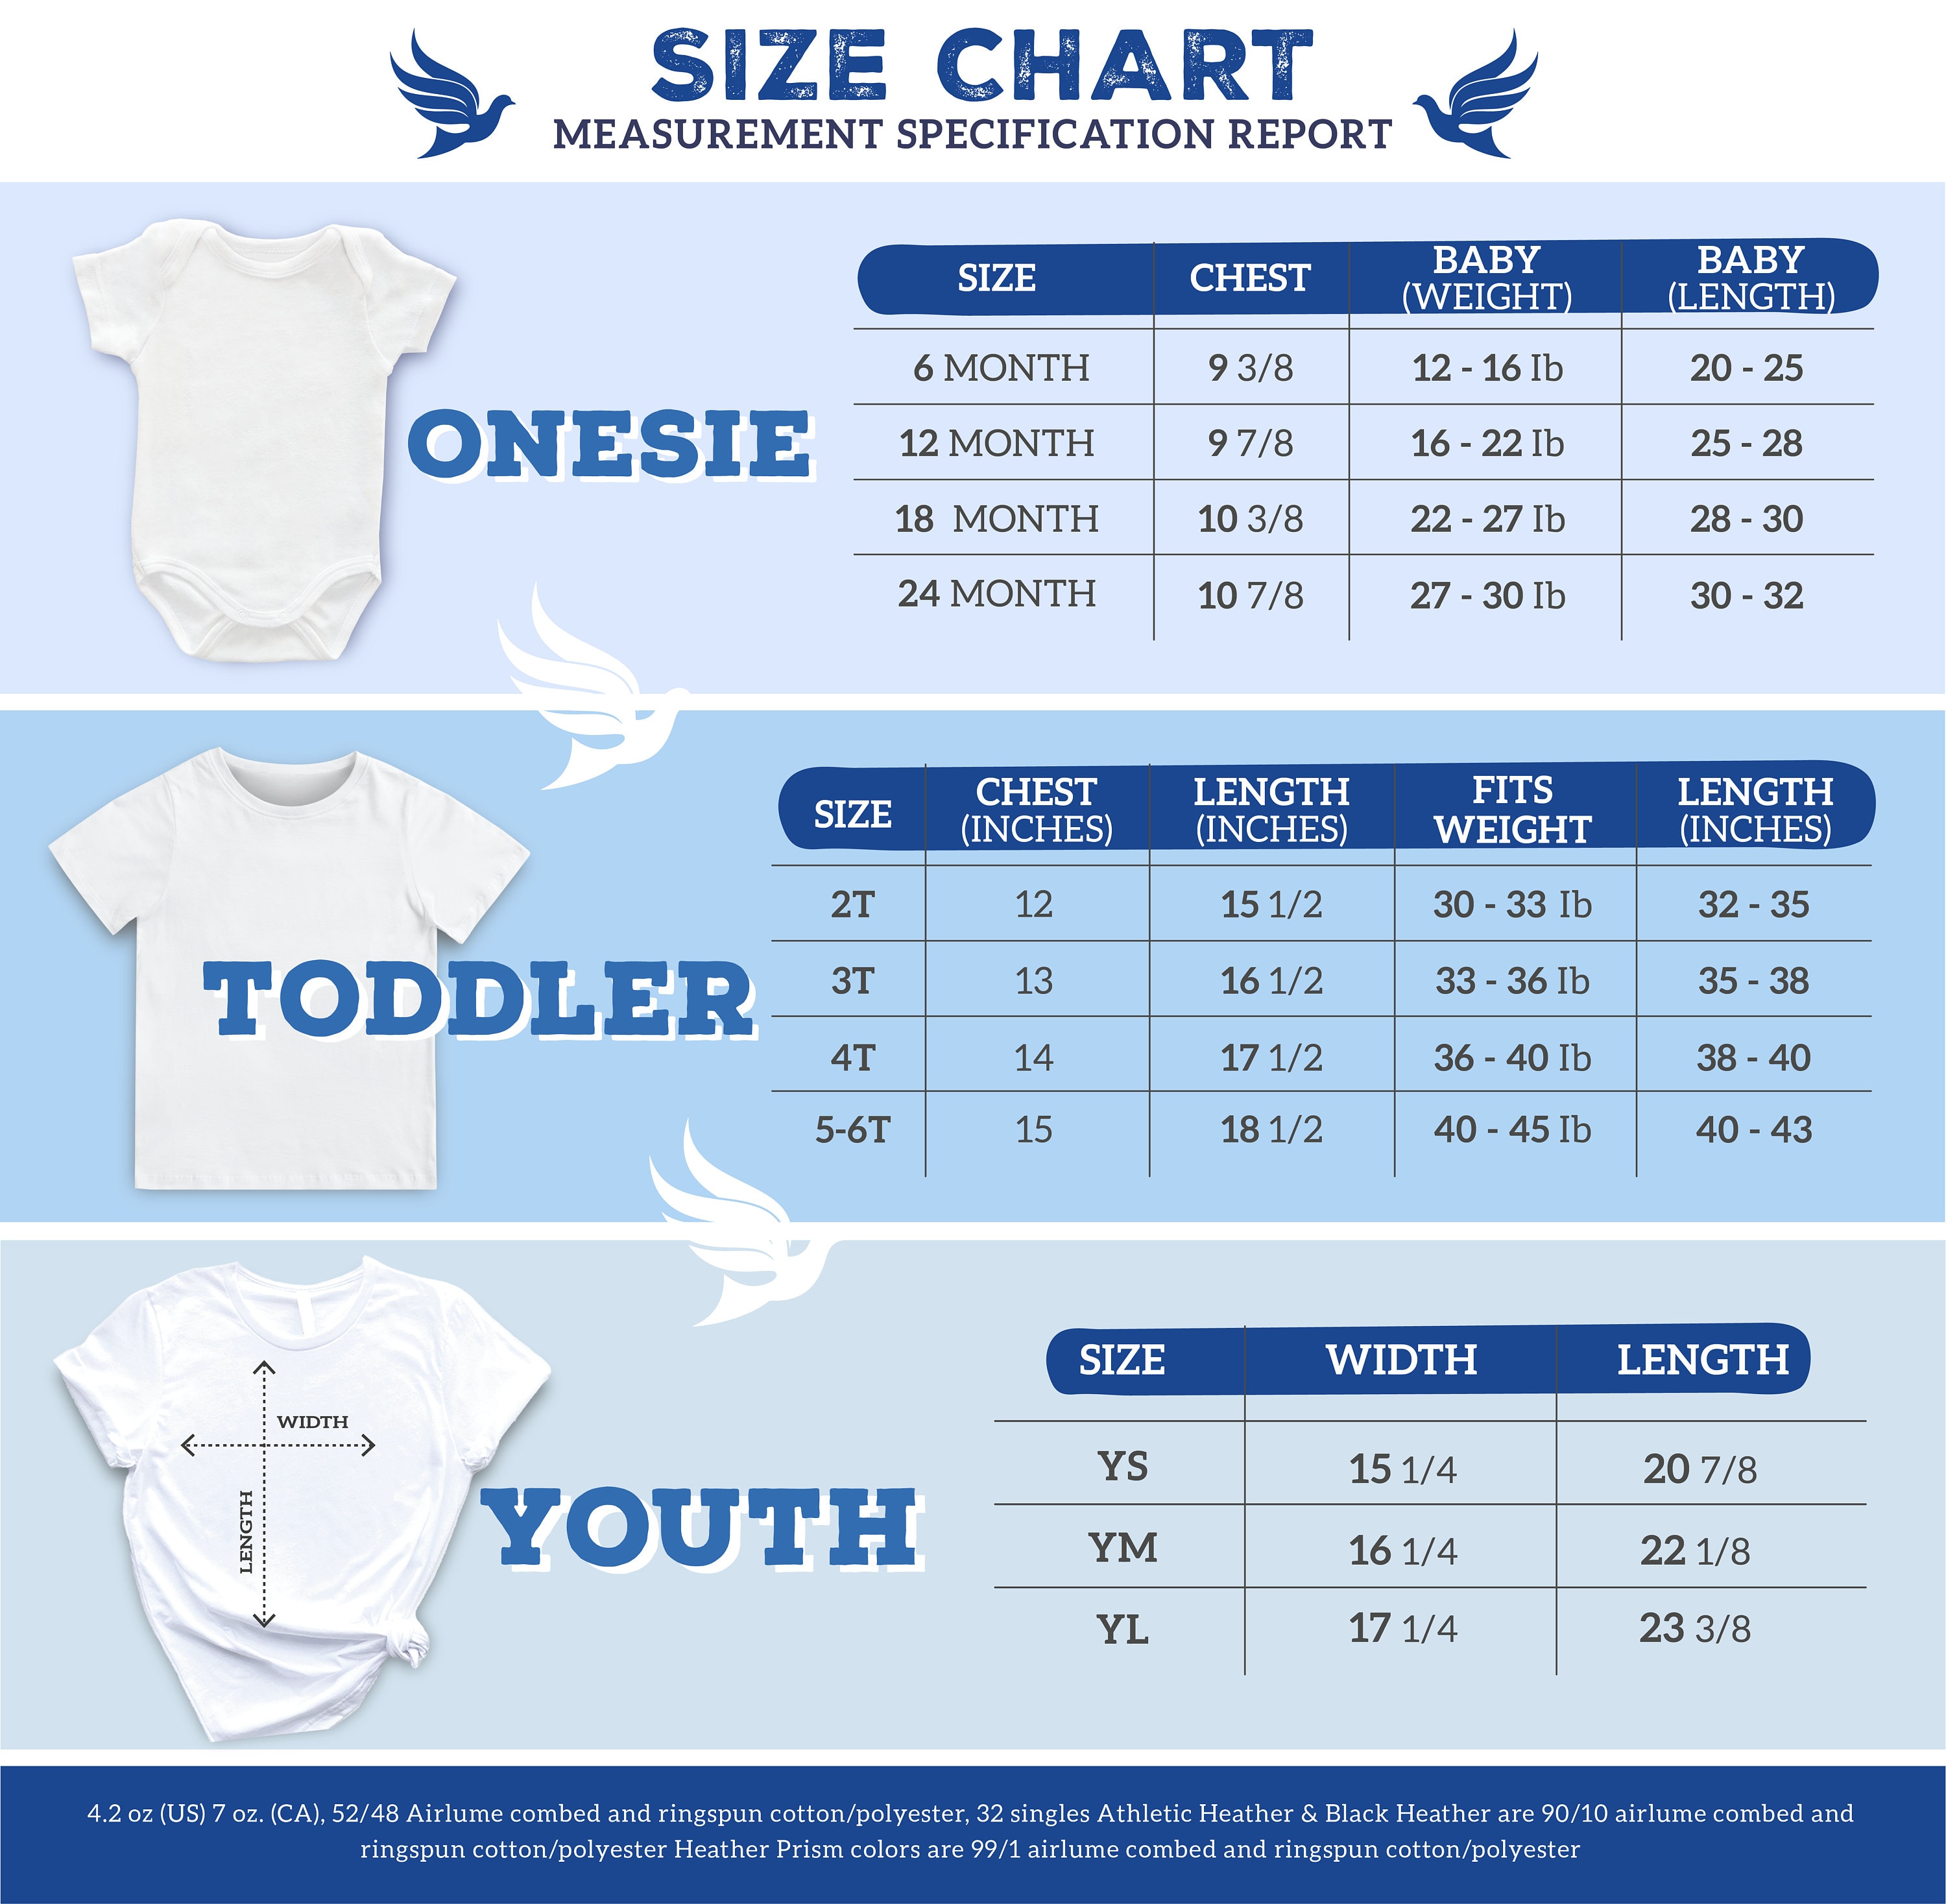 SIZE CHART
MEASUREMENT SPECIFICATION REPORT
ONESIE
SIZE CHEST BABY (WEIGHT) BABY (LENGTH)
6 MONTH 9 3/8 12 - 16 Ib 20 - 25
12 MONTH 9 7/8 16 - 22 Ib 25 - 28
18 MONTH 10 3/8 22 - 27 Ib 28 - 30
24 MONTH 10 7/8 27 - 30 Ib 30 - 32
TODDLER
SIZE CHEST (INCHES) LENGTH (INCHES) FITS WEIGHT LENGTH (INCHES)
2T 12 15 1/2 30 - 33 Ib 32 - 35
3T 13 16 1/2 33 - 36 Ib 35 - 38
4T 14 17 1/2 36 - 40 Ib 38 - 40
5-6T 15 18 1/2 40 - 45 Ib 40 - 43
WIDTH
LENGTH
YOUTH
SIZE WIDTH LENGTH
YS 15 1/4 20 7/8
YM 16 1/4 22 1/8
YL 17 1/4 23 3/8
4.2 oz (US) 7 oz. (CA), 52/48 Airlume combed and ringspun cotton/polyester, 32 singles Athletic Heather & Black Heather are 90/10 airlume combed and
ringspun cotton/polyester Heather Prism colors are 99/1 airlume combed and ringspun cotton/polyester